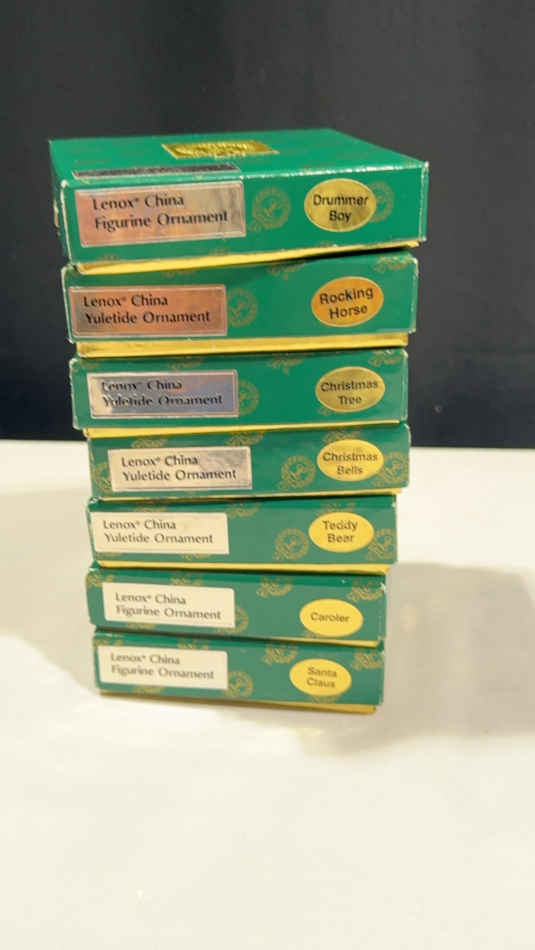 Lenox® China
Figurine Ornament
Drummer
Boy
Lenox® China
Yuletide Ornament
Rocking
Horse
Lenox® China
Yuletide Ornament
Christmas
Tree
Lenox® China
Yuletide Ornament
Christmas
Bells
Lenox® China
Yuletide Ornament
Teddy
Bear
Lenox® China
Figurine Ornament
Caroler
Lenox® China
Figurine Ornament
Santa
Claus